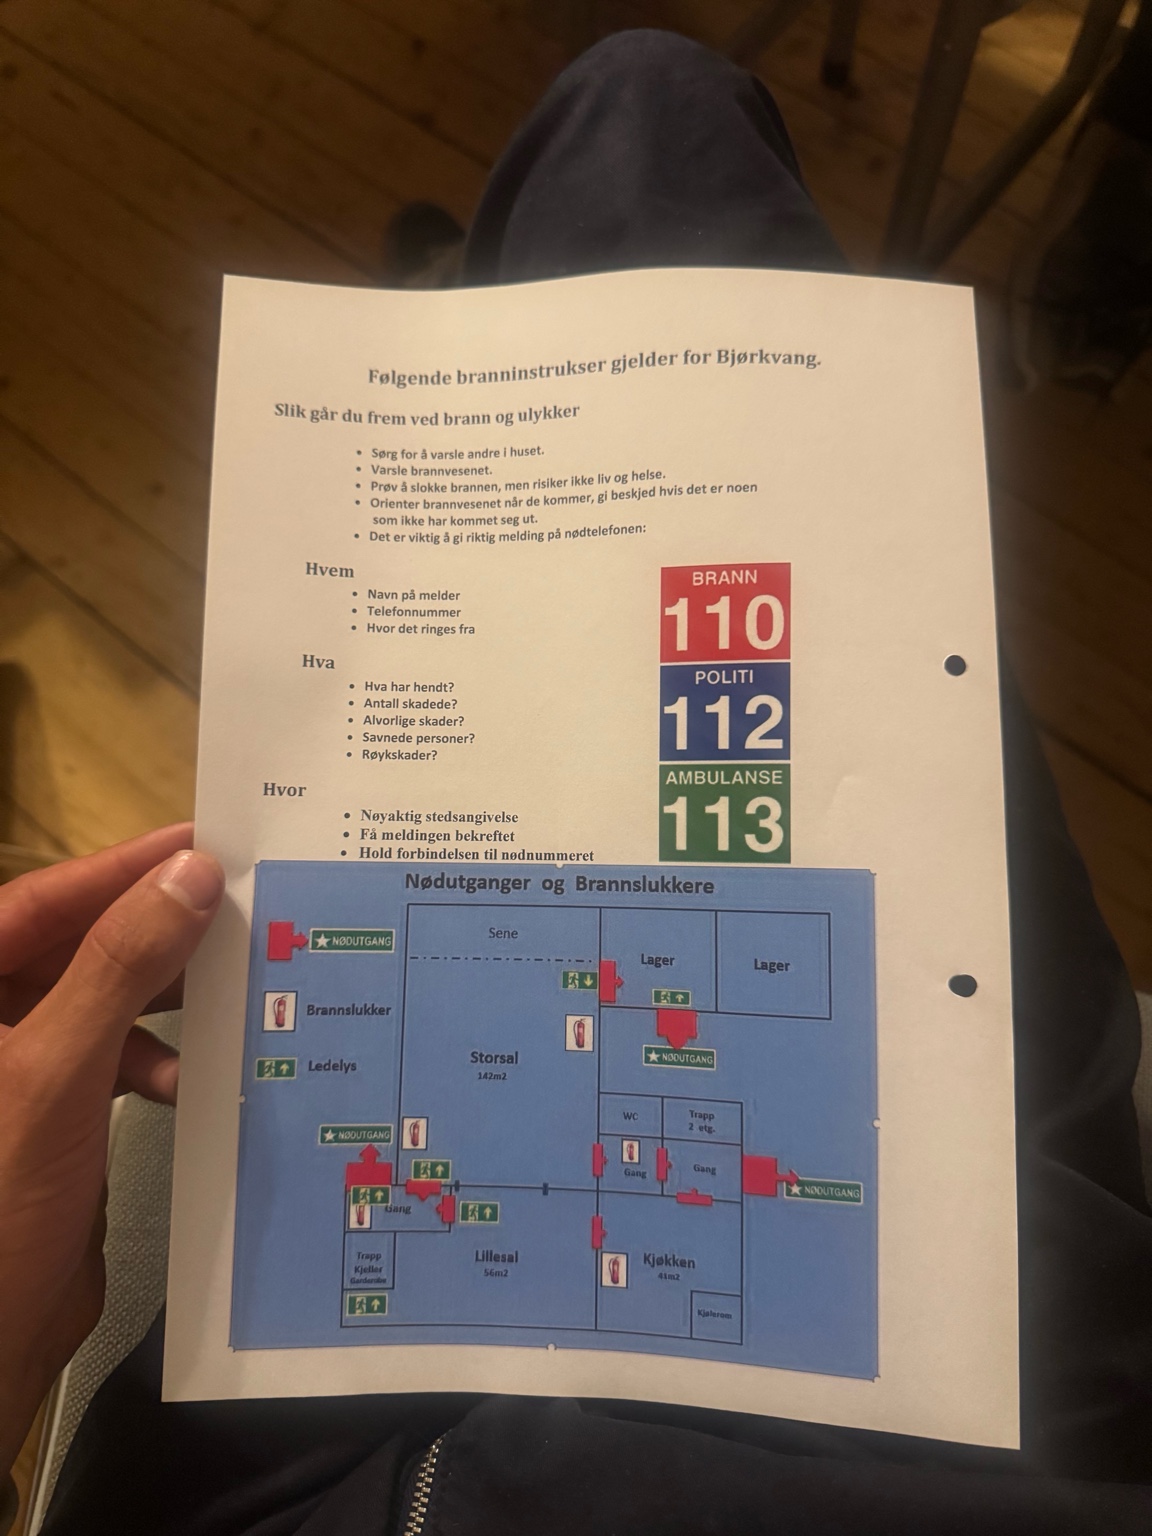 Følgende branninstrukser gjelder for Bjørkvang.
Slik går du frem ved brann og ulykker
• Sørg for å varsle andre i huset.
• Varsle brannvesenet.
• Prøv å slokke brannen, men risiker ikke liv og helse.
• Orienter brannvesenet når de kommer, gi beskjed hvis det er noen
som ikke har kommet seg ut.
• Det er viktig å gi riktig melding på nødtelefonen:
Hvem
• Navn på melder
• Telefonnummer
• Hvor det ringes fra
Hva
• Hva har hendt?
• Antall skadede?
• Alvorlige skader?
• Savnede personer?
• Røykskader?
Hvor
• Nøyaktig stedsangivelse
• Få meldingen bekreftet
• Hold forbindelsen til nødnummeret
BRANN
110
POLITI
112
AMBULANSE
113
Nødutganger og Brannslukkere
NØDUTGANG
Brannslukker
Ledelys
Sene
Lager
Lager
NØDUTGANG
Storsal
142m2
NØDUTGANG
WC
Trapp
2 etg.
Gang
Gang
NØDUTGANG
Gang
Trapp
Kjeller
Garderobe
Lillesal
56m2
Kjøkken
41m2
Kjølerom